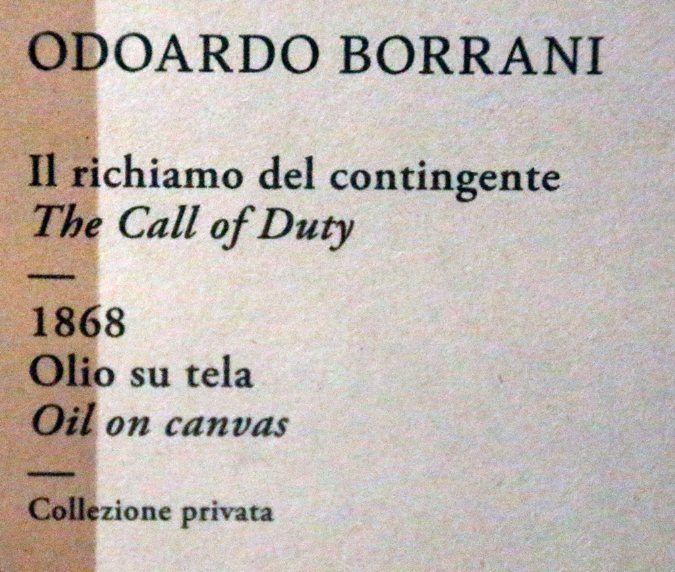 ODOARDO BORRANI
Il richiamo del contingente
The Call of Duty
1868
Olio su tela
Oil on canvas
Collezione privata